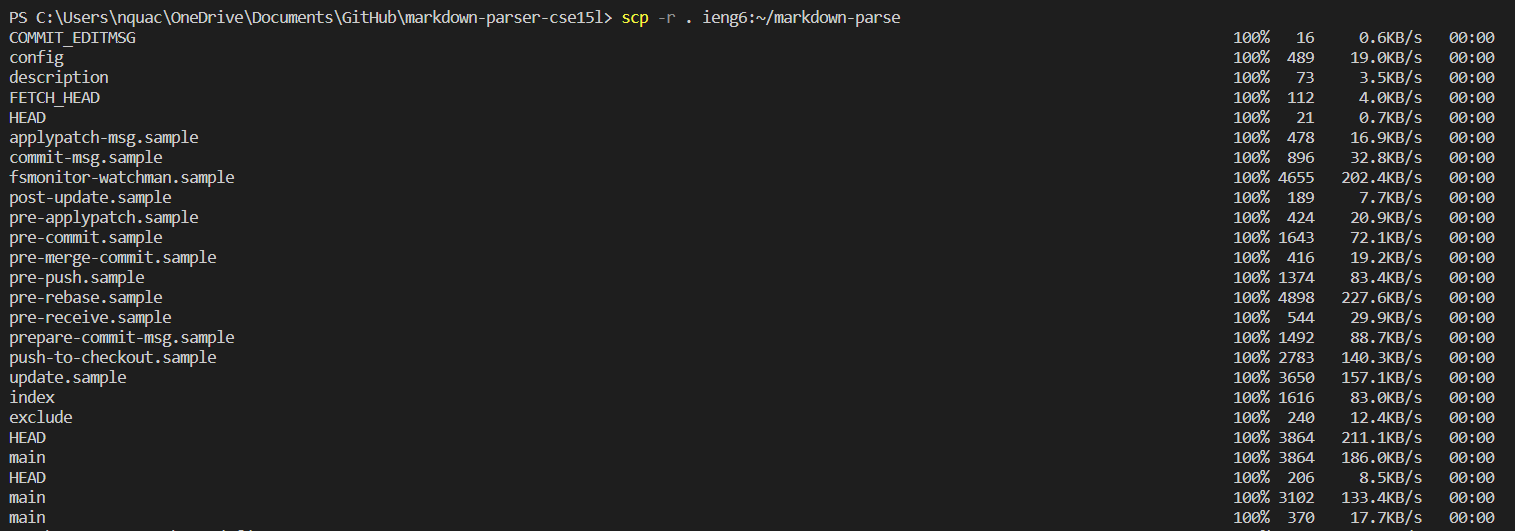 PS C:\Users\nquac\OneDrive\Documents\GitHub\markdown-parser-cse15l> scp -r . ieng6:~/markdown-parse
COMMIT_EDITMSG 100% 16 0.6KB/s 00:00
config 100% 489 19.0KB/s 00:00
description 100% 73 3.5KB/s 00:00
FETCH_HEAD 100% 112 4.0KB/s 00:00
HEAD 100% 21 0.7KB/s 00:00
applypatch-msg.sample 100% 478 16.9KB/s 00:00
commit-msg.sample 100% 896 32.8KB/s 00:00
fsmonitor-watchman.sample 100% 4655 202.4KB/s 00:00
post-update.sample 100% 189 7.7KB/s 00:00
pre-applypatch.sample 100% 424 20.9KB/s 00:00
pre-commit.sample 100% 1643 72.1KB/s 00:00
pre-merge-commit.sample 100% 416 19.2KB/s 00:00
pre-push.sample 100% 1374 83.4KB/s 00:00
pre-rebase.sample 100% 4898 227.6KB/s 00:00
pre-receive.sample 100% 544 29.9KB/s 00:00
prepare-commit-msg.sample 100% 1492 88.7KB/s 00:00
push-to-checkout.sample 100% 2783 140.3KB/s 00:00
update.sample 100% 3650 157.1KB/s 00:00
index 100% 1616 83.0KB/s 00:00
exclude 100% 240 12.4KB/s 00:00
HEAD 100% 3864 211.1KB/s 00:00
main 100% 3864 186.0KB/s 00:00
HEAD 100% 206 8.5KB/s 00:00
main 100% 3102 133.4KB/s 00:00
main 100% 370 17.7KB/s 00:00